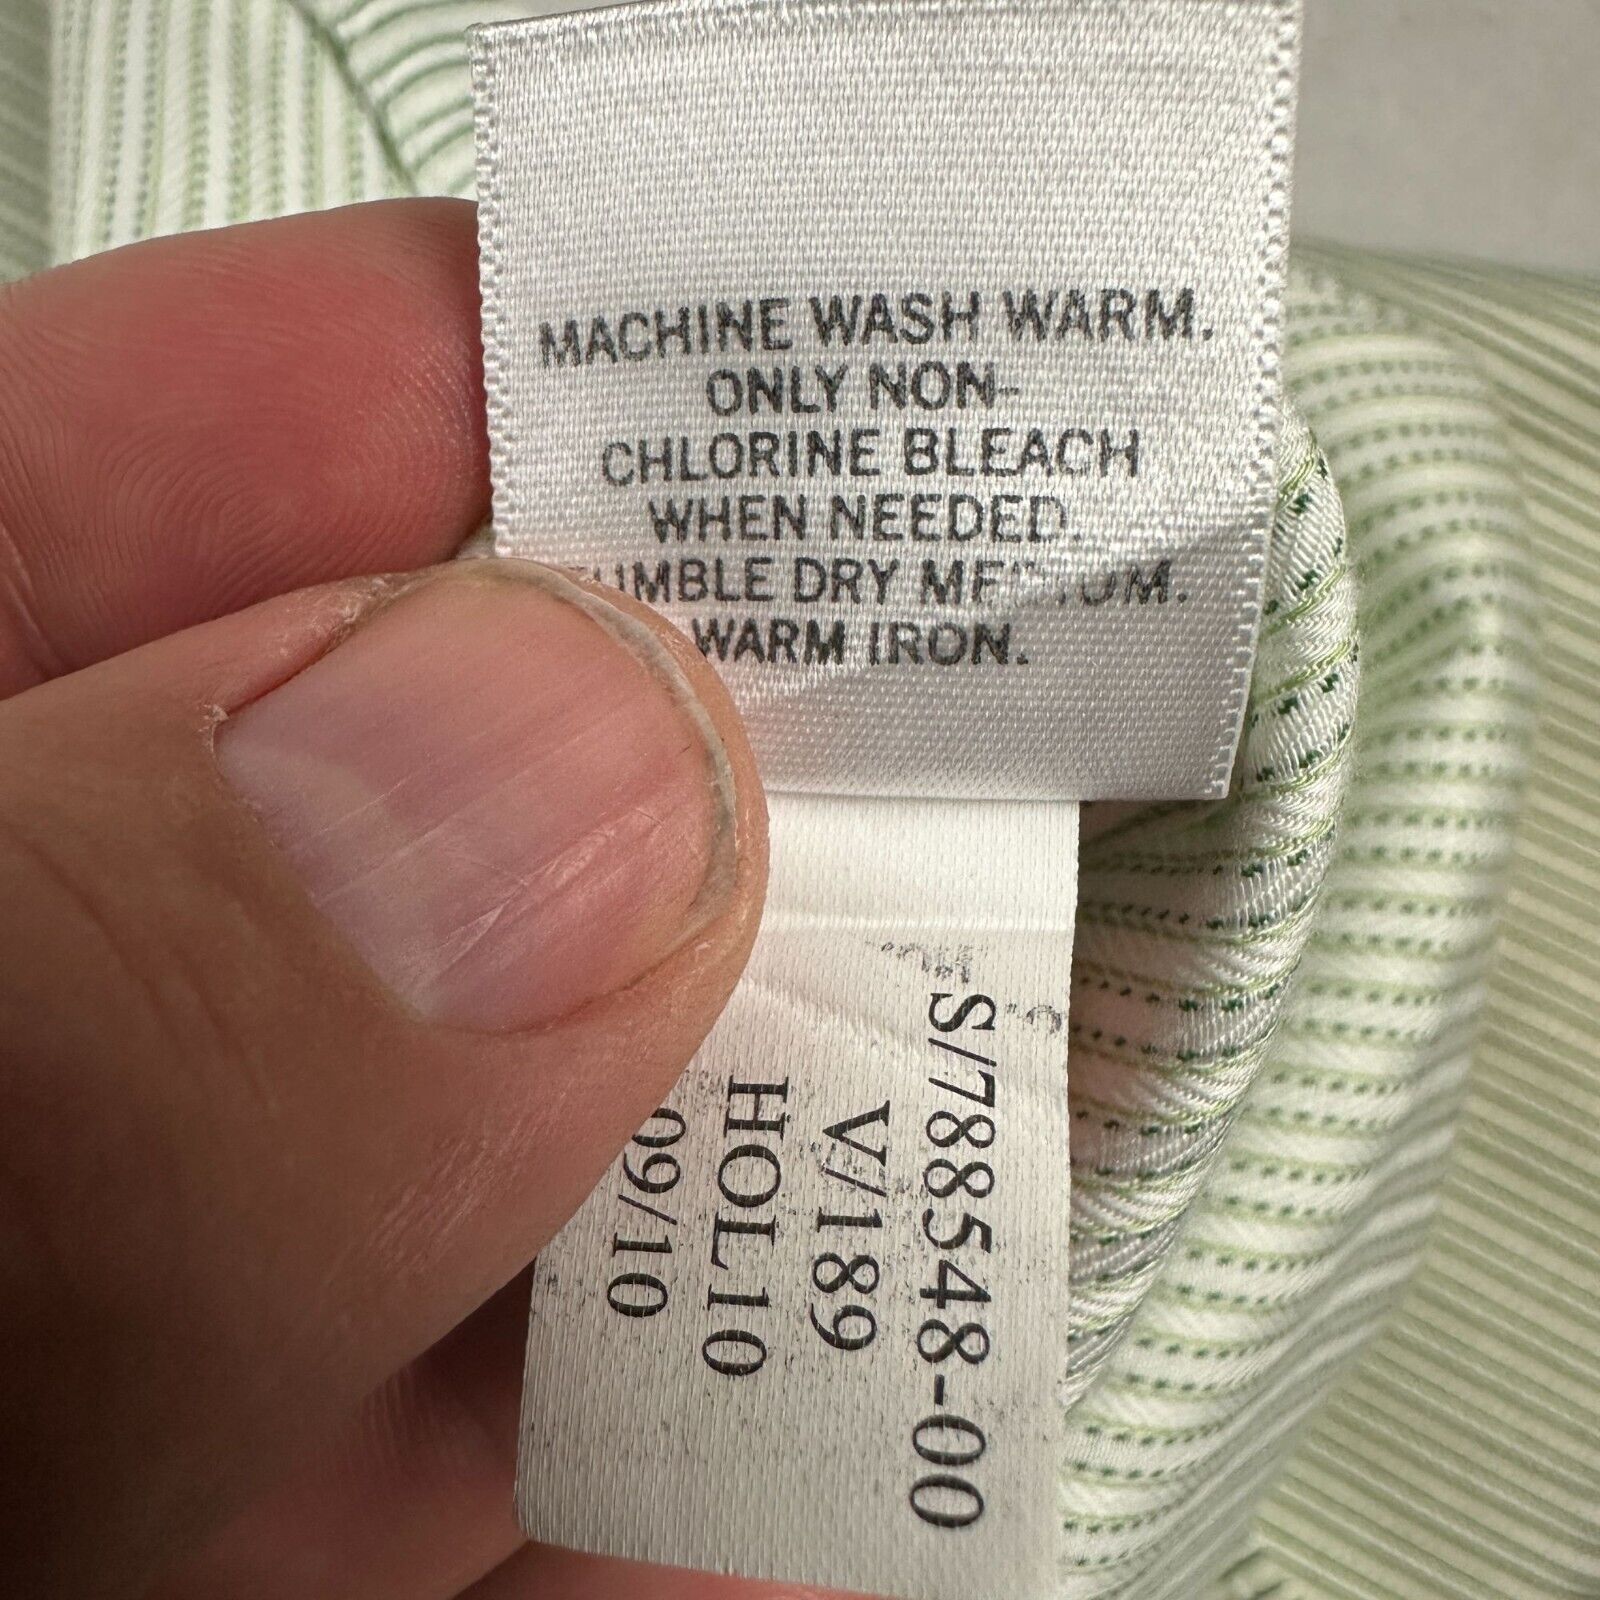 MACHINE WASH WARM.
ONLY NON-
CHLORINE BLEACH
WHEN NEEDED.
TUMBLE DRY MEDIUM.
WARM IRON.
S/788548-00
V/189
HOL10
09/10